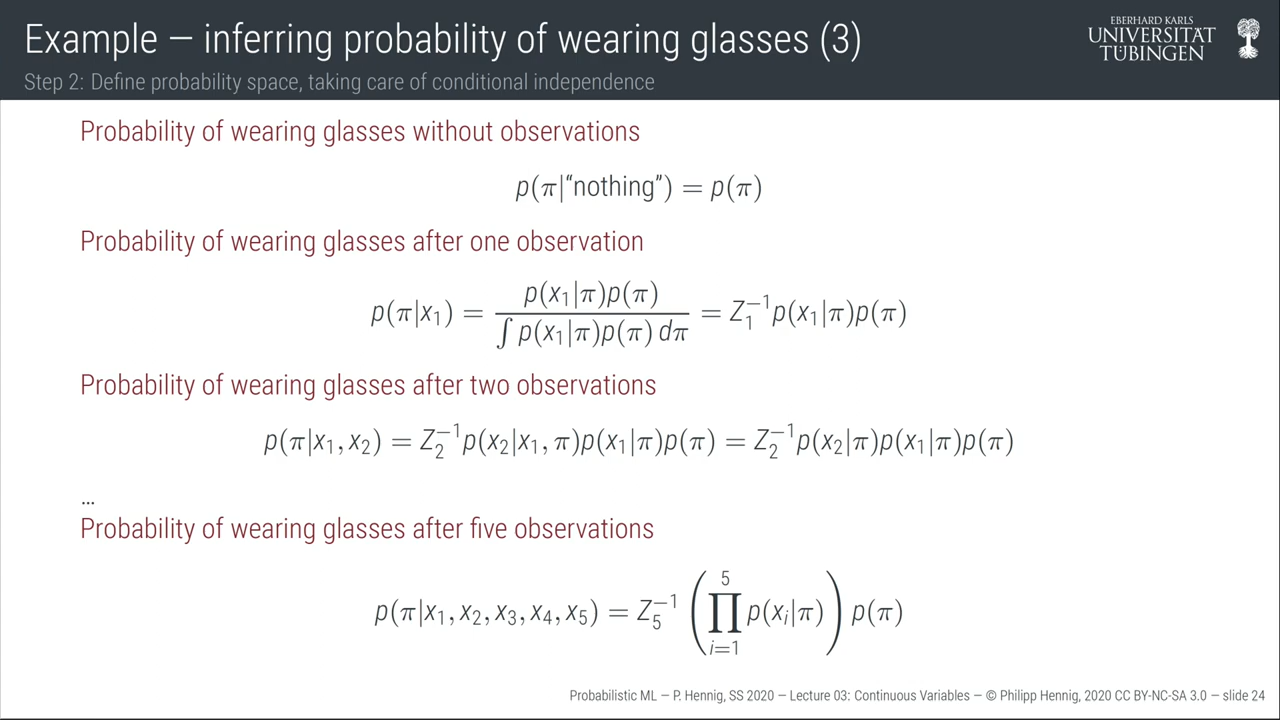 Example — inferring probability of wearing glasses (3)
EBERHARD KARLS
UNIVERSITÄT
TÜBINGEN
Step 2: Define probability space, taking care of conditional independence
Probability of wearing glasses without observations
p(π|“nothing”) = p(π)
Probability of wearing glasses after one observation
p(π|x₁) = p(x₁|π)p(π) / ∫ p(x₁|π)p(π) dπ = Z₁⁻¹p(x₁|π)p(π)
Probability of wearing glasses after two observations
p(π|x₁, x₂) = Z₂⁻¹p(x₂|x₁, π)p(x₁|π)p(π) = Z₂⁻¹p(x₂|π)p(x₁|π)p(π)
...
Probability of wearing glasses after five observations
p(π|x₁, x₂, x₃, x₄, x₅) = Z₅⁻¹ (∏_{i=1}^{5} p(xᵢ|π)) p(π)
Probabilistic ML — P. Hennig, SS 2020 — Lecture 03: Continuous Variables — © Philipp Hennig, 2020 CC BY-NC-SA 3.0 — slide 24